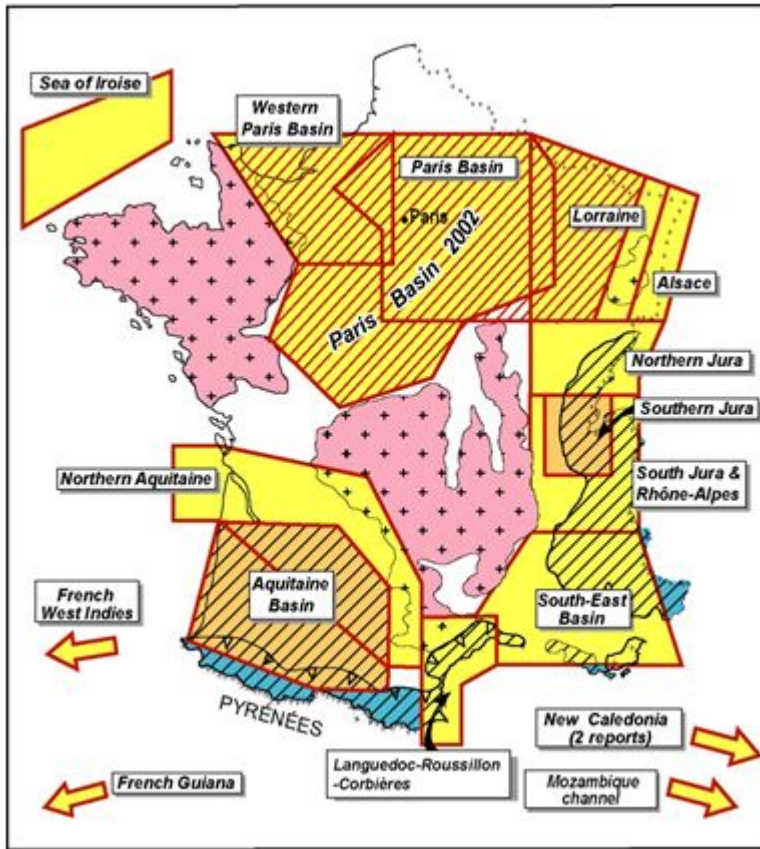 Sea of Iroise
Western
Paris Basin
Paris Basin
Paris
Lorraine
Paris Basin 2002
Alsace
Northern Jura
Southern Jura
Northern Aquitaine
South Jura &
Rhône-Alpes
Aquitaine
Basin
French
West Indies
South-East
Basin
PYRÉNÉES
New Caledonia
(2 reports)
Languedoc-Roussillon
-Corbières
French Guiana
Mozambique
channel